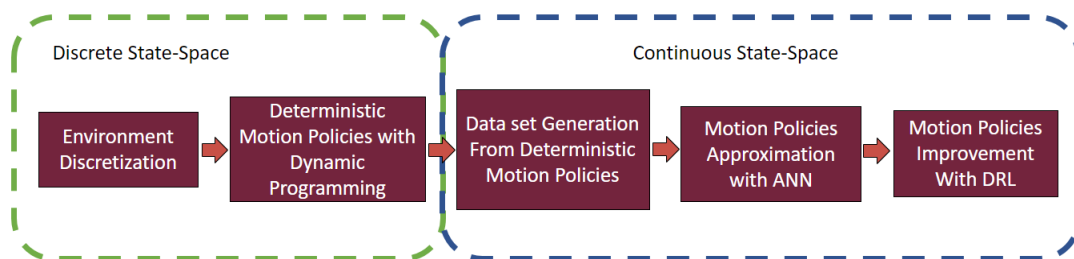 Discrete State-Space
Continuous State-Space
Environment
Discretization
Deterministic
Motion Policies with
Dynamic
Programming
Data set Generation
From Deterministic
Motion Policies
Motion Policies
Approximation
with ANN
Motion Policies
Improvement
With DRL